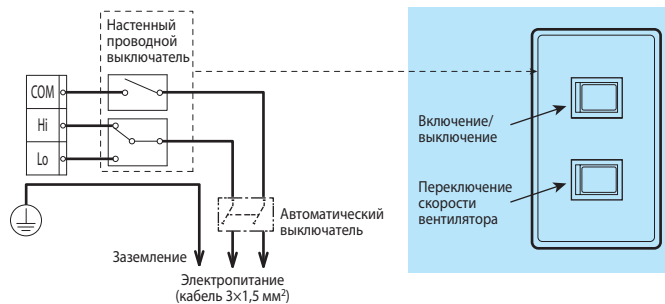 Настенный
проводной
выключатель
COM
Hi
Lo
Включение/
выключение
Переключение
скорости
вентилятора
Автоматический
выключатель
Заземление
Электропитание
(кабель 3×1,5 мм²)